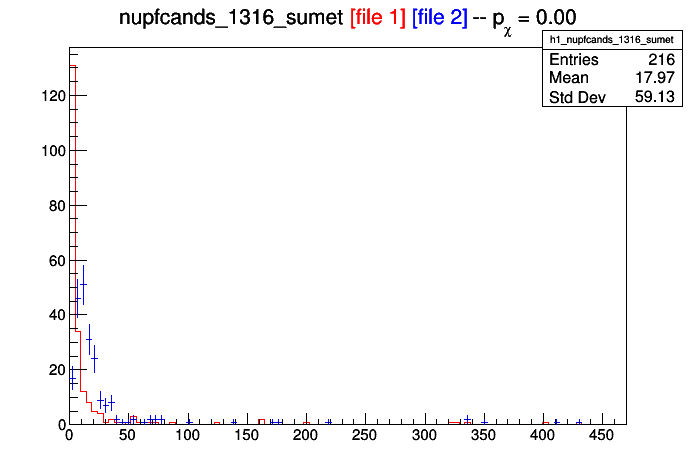 nupfcands_1316_sumet [file 1] [file 2] -- pχ = 0.00
h1_nupfcands_1316_sumet
Entries 216
Mean 17.97
Std Dev 59.13
120
100
80
60
40
20
0
0 50 100 150 200 250 300 350 400 450